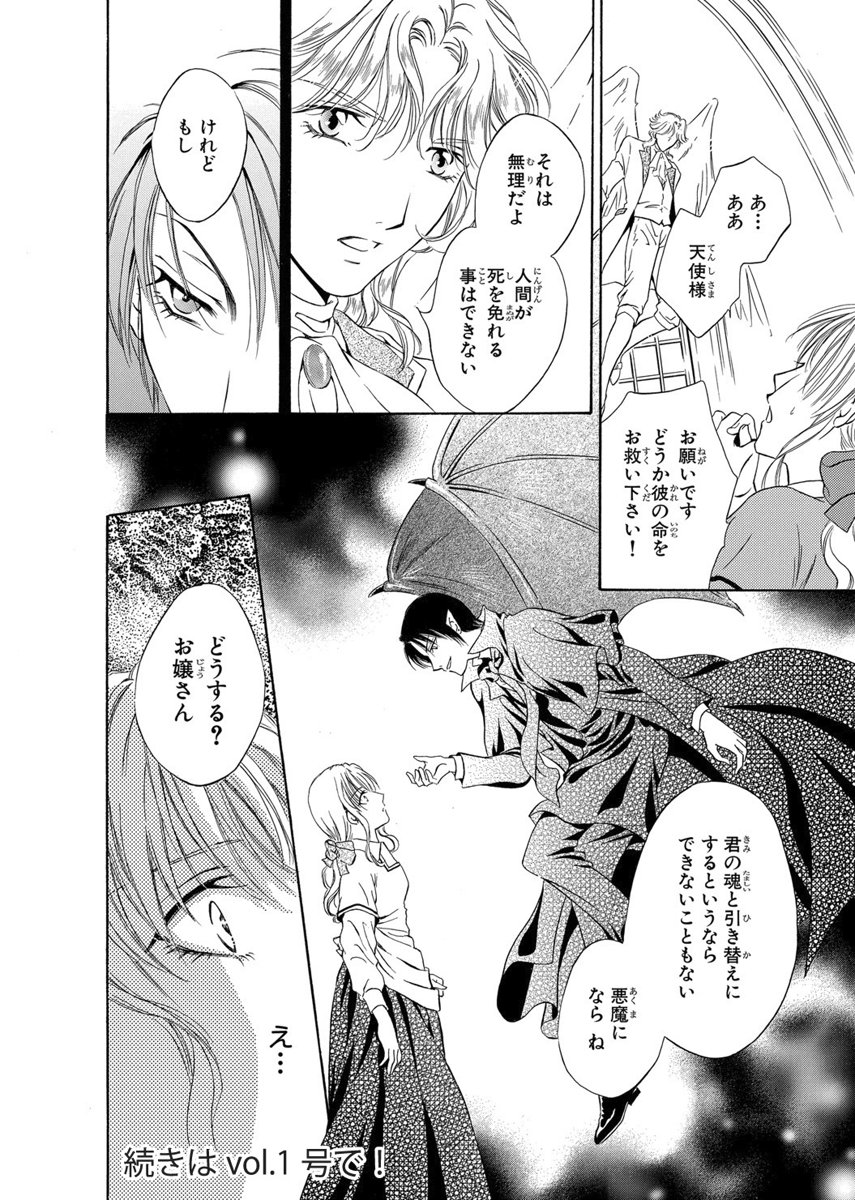 あ…
ああ
天使様
お願いです
どうか彼の命を
お救い下さい！
それは
無理だよ
人間が
死を免れる
事はできない
けれど
もし
君の魂と引き替えに
するというなら
できないこともない
悪魔に
なら ね
どうする？
お嬢さん
え…
続きは vol.1 号で！